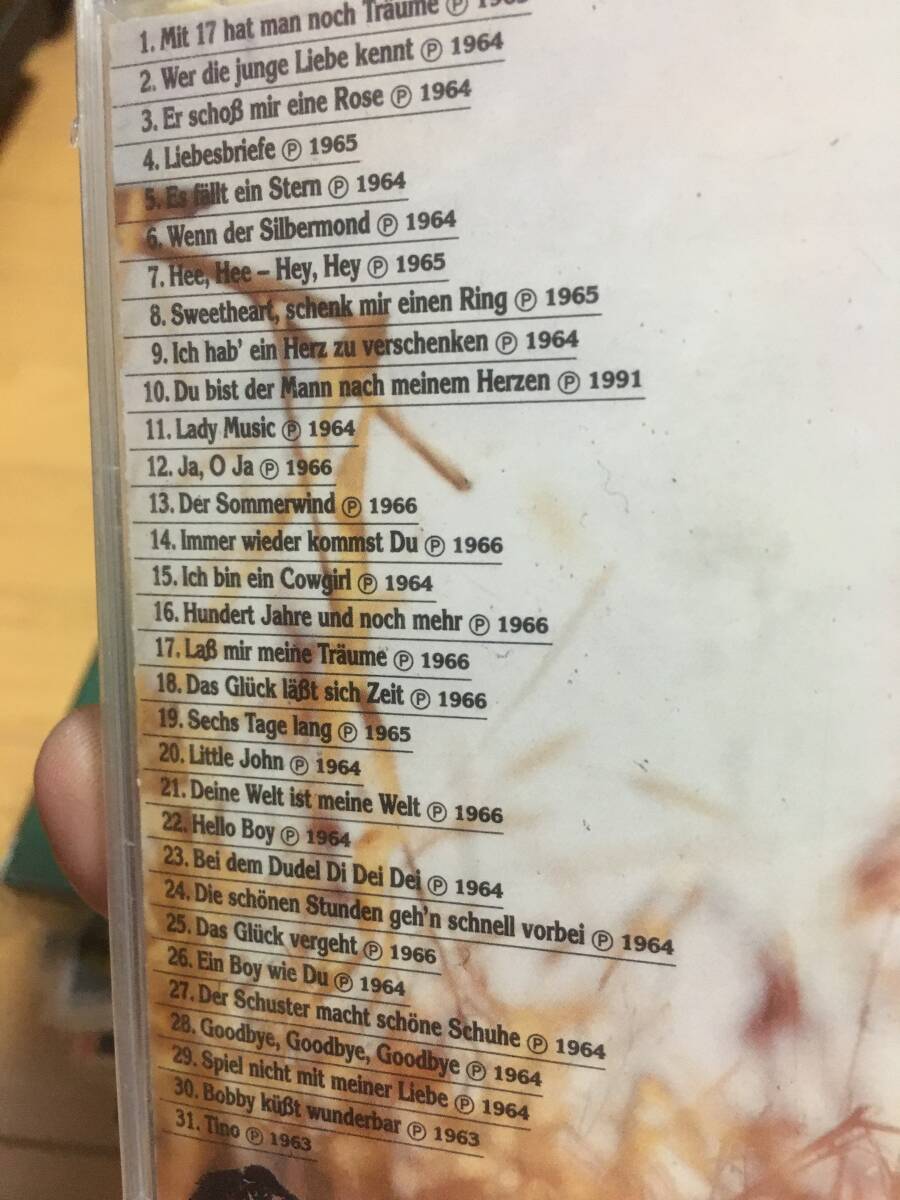 1. Mit 17 hat man noch Träume ℗
2. Wer die junge Liebe kennt ℗ 1964
3. Er schoß mir eine Rose ℗ 1964
4. Liebesbriefe ℗ 1965
5. Es fällt ein Stern ℗ 1964
6. Wenn der Silbermond ℗ 1964
7. Hee, Hee – Hey, Hey ℗ 1965
8. Sweetheart, schenk mir einen Ring ℗ 1965
9. Ich hab' ein Herz zu verschenken ℗ 1964
10. Du bist der Mann nach meinem Herzen ℗ 1991
11. Lady Music ℗ 1964
12. Ja, O Ja ℗ 1966
13. Der Sommerwind ℗ 1966
14. Immer wieder kommst Du ℗ 1966
15. Ich bin ein Cowgirl ℗ 1964
16. Hundert Jahre und noch mehr ℗ 1966
17. Laß mir meine Träume ℗ 1966
18. Das Glück läßt sich Zeit ℗ 1966
19. Sechs Tage lang ℗ 1965
20. Little John ℗ 1964
21. Deine Welt ist meine Welt ℗ 1966
22. Hello Boy ℗ 1964
23. Bei dem Dudel Di Dei Dei ℗ 1964
24. Die schönen Stunden geh'n schnell vorbei ℗ 1964
25. Das Glück vergeht ℗ 1966
26. Ein Boy wie Du ℗ 1964
27. Der Schuster macht schöne Schuhe ℗ 1964
28. Goodbye, Goodbye, Goodbye ℗ 1964
29. Spiel nicht mit meiner Liebe ℗ 1964
30. Bobby küßt wunderbar ℗ 1963
31. Tino ℗ 1963